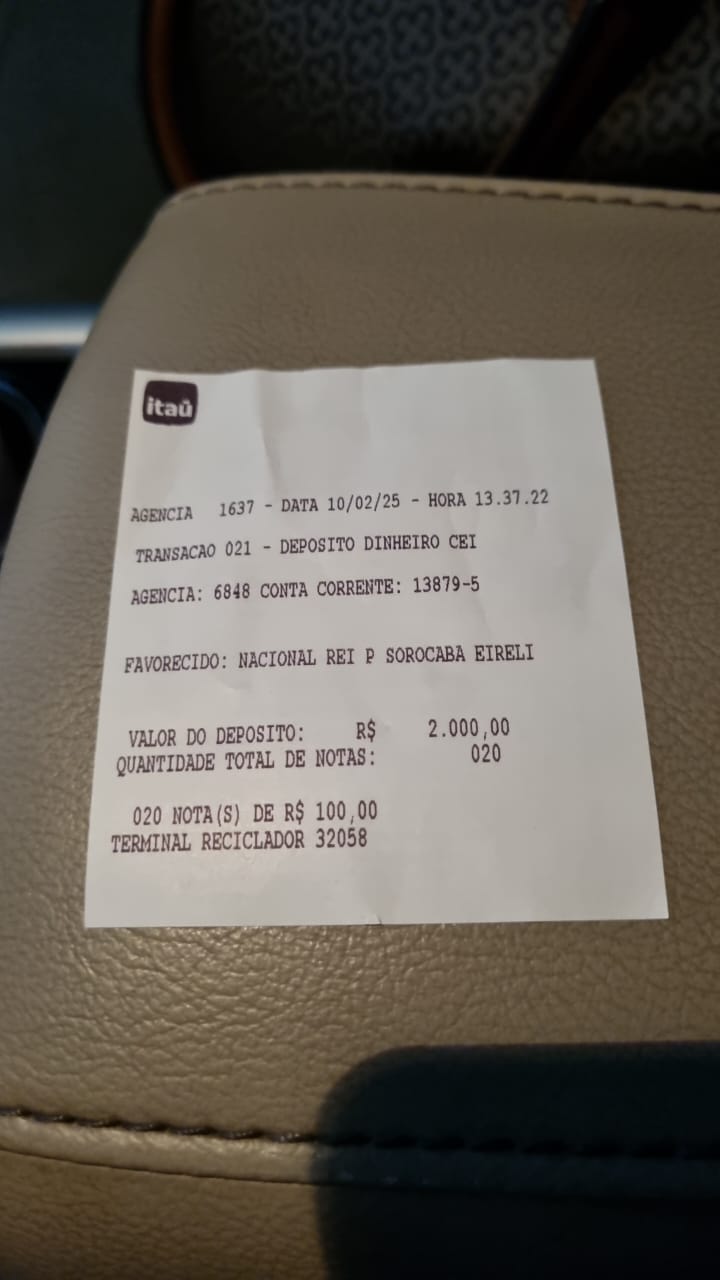 itaú
AGENCIA 1637 - DATA 10/02/25 - HORA 13.37.22
TRANSACAO 021 - DEPOSITO DINHEIRO CEI
AGENCIA: 6848 CONTA CORRENTE: 13879-5
FAVORECIDO: NACIONAL REI P SOROCABA EIRELI
VALOR DO DEPOSITO: R$ 2.000,00
QUANTIDADE TOTAL DE NOTAS: 020
020 NOTA(S) DE R$ 100,00
TERMINAL RECICLADOR 32058